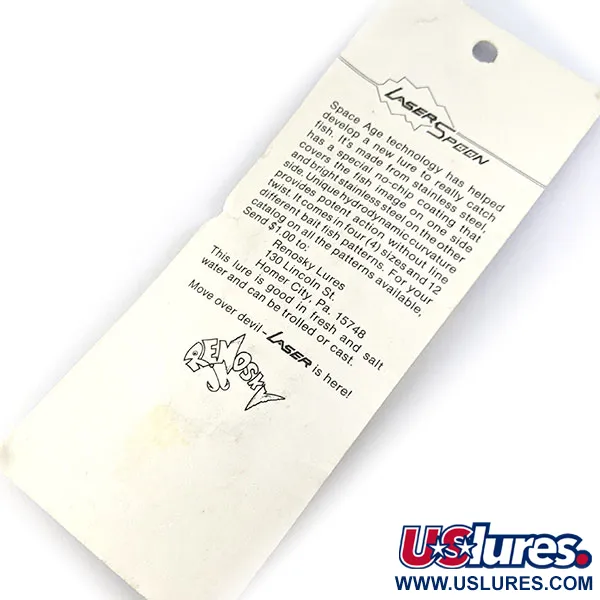 LASER SPOON
Space Age technology has helped
develop a new lure to really catch
fish. It's made from stainless steel,
has a special no-chip coating that
covers the fish image on one side
and bright stainless steel on the other
side. Unique hydrodynamic curvature
provides potent action without line
twist. It comes in four (4) sizes and 12
different bait fish patterns. For your
catalog on all the patterns available,
Send $1.00 to:
Renosky Lures
130 Lincoln St.
Homer City, Pa. 15748
This lure is good in fresh and salt
water and can be trolled or cast.
Move over devil - LASER is here!
RENOSKY
USlures.
WWW.USLURES.COM